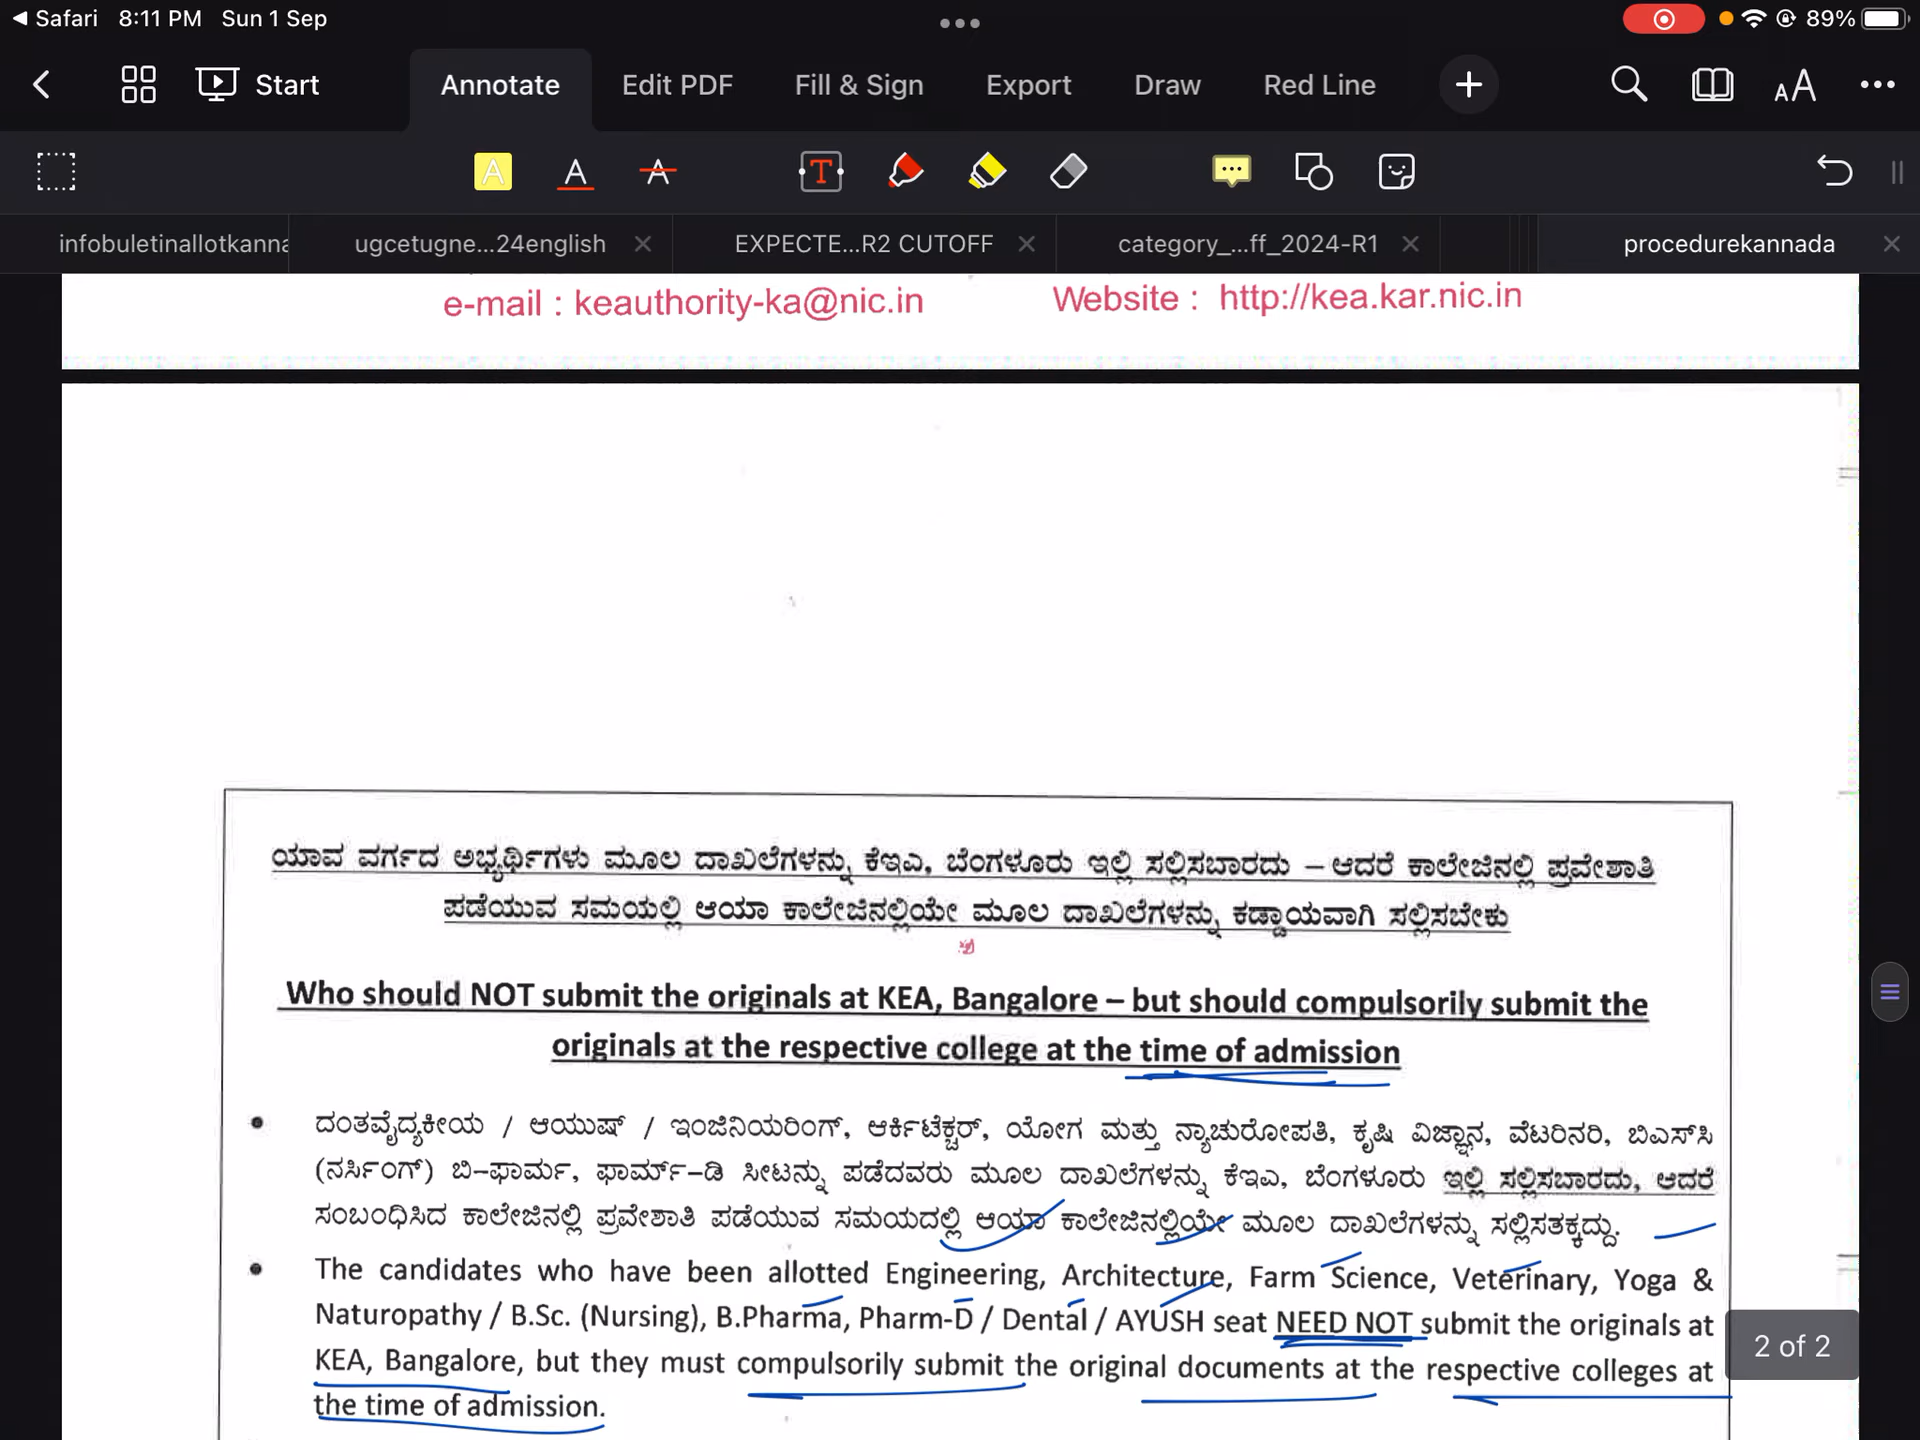 Safari 8:11 PM Sun 1 Sep 89%
Start Annotate Edit PDF Fill & Sign Export Draw Red Line
infobuletinallotkanna ugcetugne...24english EXPECTE...R2 CUTOFF category_...ff_2024-R1 procedurekannada
e-mail : keauthority-ka@nic.in Website : http://kea.kar.nic.in
ಯಾವ ವರ್ಗದ ಅಭ್ಯರ್ಥಿಗಳು ಮೂಲ ದಾಖಲೆಗಳನ್ನು ಕೆಇಎ, ಬೆಂಗಳೂರು ಇಲ್ಲಿ ಸಲ್ಲಿಸಬಾರದು – ಆದರೆ ಕಾಲೇಜಿನಲ್ಲಿ ಪ್ರವೇಶಾತಿ
ಪಡೆಯುವ ಸಮಯಲ್ಲಿ ಆಯಾ ಕಾಲೇಜಿನಲ್ಲಿಯೇ ಮೂಲ ದಾಖಲೆಗಳನ್ನು ಕಡ್ಡಾಯವಾಗಿ ಸಲ್ಲಿಸಬೇಕು
Who should NOT submit the originals at KEA, Bangalore – but should compulsorily submit the
originals at the respective college at the time of admission
• ದಂತವೈದ್ಯಕೀಯ / ಆಯುಷ್ / ಇಂಜಿನಿಯರಿಂಗ್, ಆರ್ಕಿಟೆಕ್ಚರ್, ಯೋಗ ಮತ್ತು ನ್ಯಾಚುರೋಪತಿ, ಕೃಷಿ ವಿಜ್ಞಾನ, ವೆಟರಿನರಿ, ಬಿಎಸ್‌ಸಿ
(ನರ್ಸಿಂಗ್) ಬಿ-ಫಾರ್ಮ, ಫಾರ್ಮ್-ಡಿ ಸೀಟನ್ನು ಪಡೆದವರು ಮೂಲ ದಾಖಲೆಗಳನ್ನು ಕೆಇಎ, ಬೆಂಗಳೂರು ಇಲ್ಲಿ ಸಲ್ಲಿಸಬಾರದು, ಆದರೆ
ಸಂಬಂಧಿಸಿದ ಕಾಲೇಜಿನಲ್ಲಿ ಪ್ರವೇಶಾತಿ ಪಡೆಯುವ ಸಮಯದಲ್ಲಿ ಆಯಾ ಕಾಲೇಜಿನಲ್ಲಿಯೇ ಮೂಲ ದಾಖಲೆಗಳನ್ನು ಸಲ್ಲಿಸತಕ್ಕದ್ದು.
• The candidates who have been allotted Engineering, Architecture, Farm Science, Veterinary, Yoga &
Naturopathy / B.Sc. (Nursing), B.Pharma, Pharm-D / Dental / AYUSH seat NEED NOT submit the originals at
KEA, Bangalore, but they must compulsorily submit the original documents at the respective colleges at
the time of admission.
2 of 2